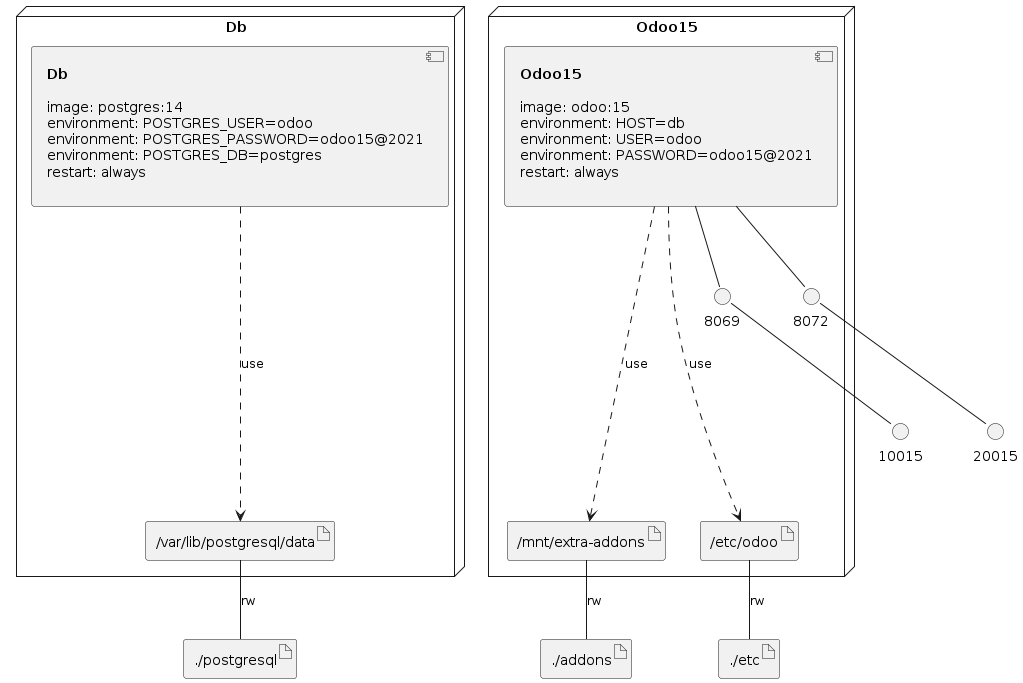 Db
Db
image: postgres:14
environment: POSTGRES_USER=odoo
environment: POSTGRES_PASSWORD=odoo15@2021
environment: POSTGRES_DB=postgres
restart: always
use
/var/lib/postgresql/data
rw
./postgresql
Odoo15
Odoo15
image: odoo:15
environment: HOST=db
environment: USER=odoo
environment: PASSWORD=odoo15@2021
restart: always
8069
8072
use
use
10015
20015
/mnt/extra-addons
/etc/odoo
rw
rw
./addons
./etc